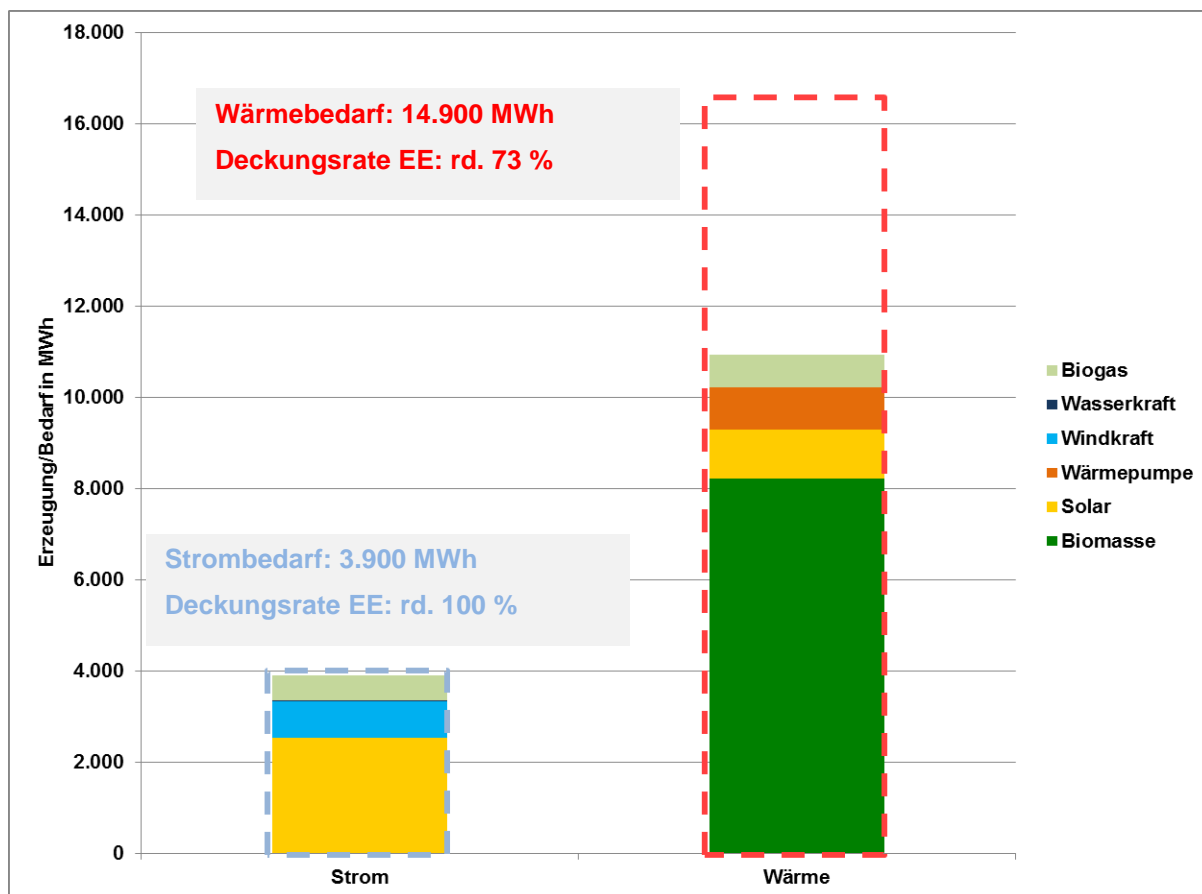 18.000
16.000
14.000
12.000
10.000
8.000
6.000
4.000
2.000
0
Erzeugung/Bedarf in MWh
Wärmebedarf: 14.900 MWh
Deckungsrate EE: rd. 73 %
Strombedarf: 3.900 MWh
Deckungsrate EE: rd. 100 %
Strom
Wärme
Biogas
Wasserkraft
Windkraft
Wärmepumpe
Solar
Biomasse